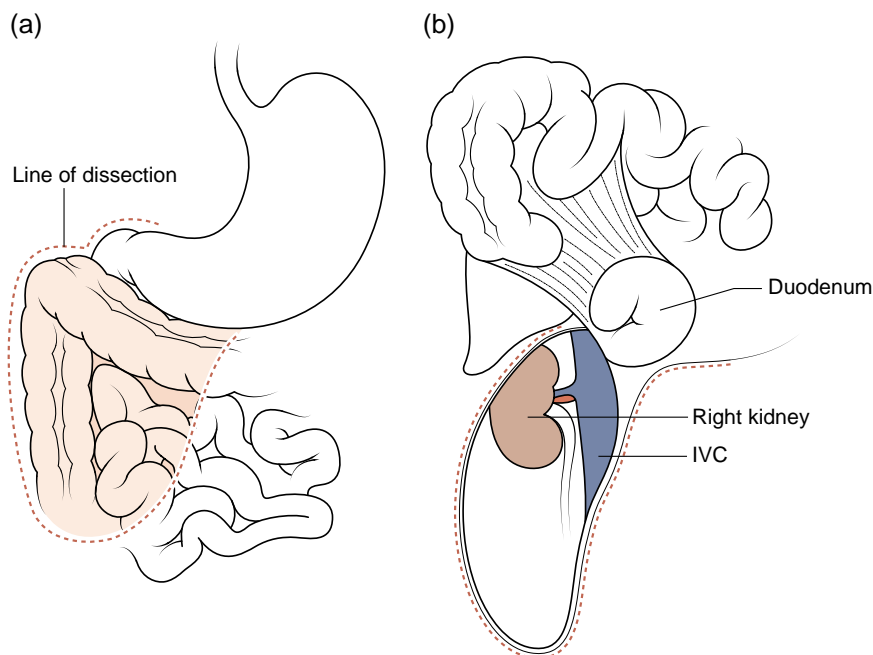 (a)
Line of dissection
(b)
Duodenum
Right kidney
IVC